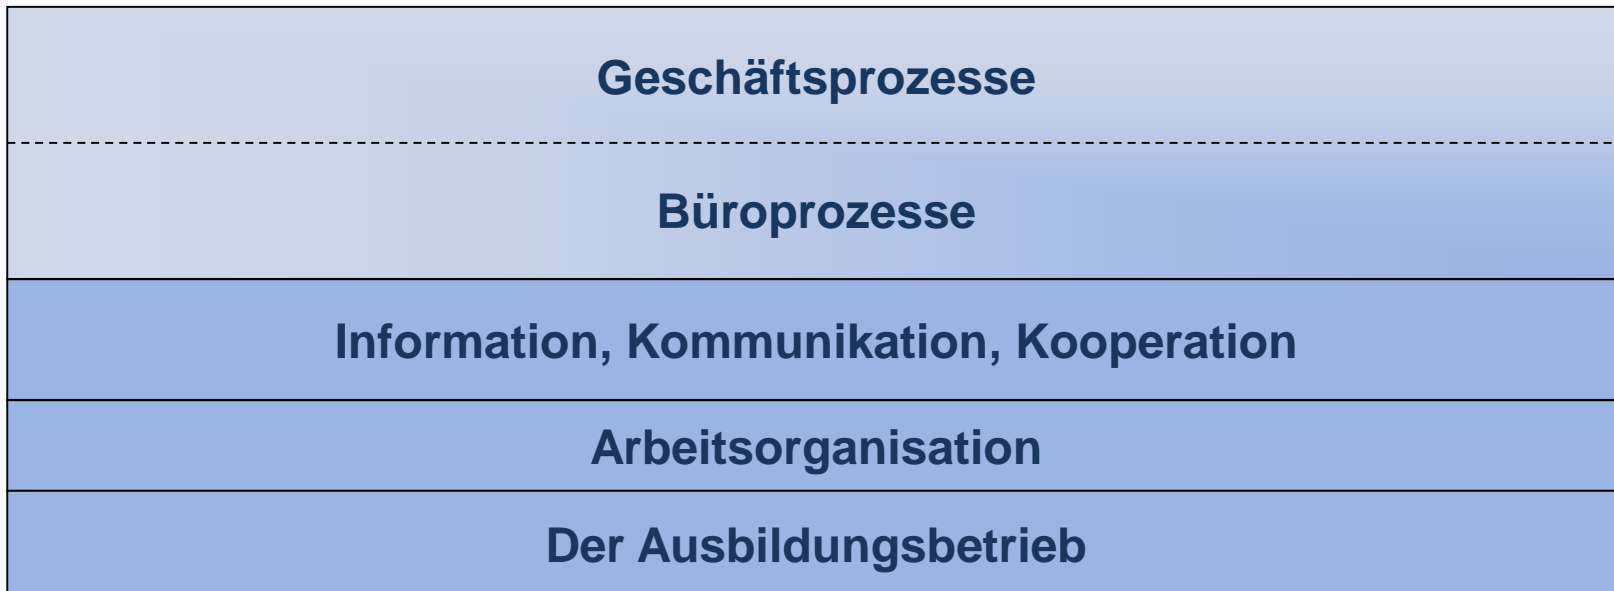 Geschäftsprozesse
Büroprozesse
Information, Kommunikation, Kooperation
Arbeitsorganisation
Der Ausbildungsbetrieb